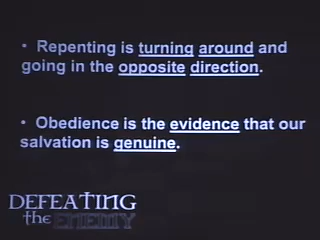 • Repenting is turning around and
going in the opposite direction.
• Obedience is the evidence that our
salvation is genuine.
DEFEATING
the ENEMY